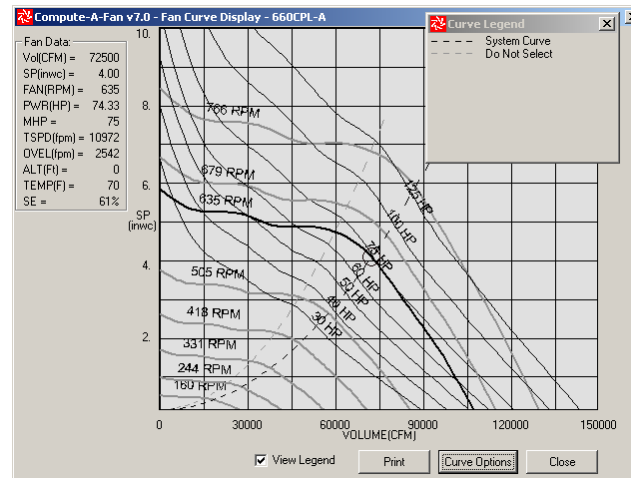 Compute-A-Fan v7.0 - Fan Curve Display - 660CPL-A
Curve Legend
System Curve
Do Not Select
Fan Data:
Vol(CFM) = 72500
SP(inwc) = 4.00
FAN(RPM) = 635
PWR(HP) = 74.33
MHP = 75
TSPD(fpm) = 10972
OVEL(fpm) = 2542
ALT(Ft) = 0
TEMP(F) = 70
SE = 61%
10.
8.
6.
SP
(inwc)
4.
2.
766 RPM
679 RPM
635 RPM
505 RPM
418 RPM
331 RPM
244 RPM
160 RPM
125 HP
100 HP
75 HP
60 HP
50 HP
40 HP
30 HP
0 30000 60000 90000 120000 150000
VOLUME(CFM)
View Legend
Print
Curve Options
Close